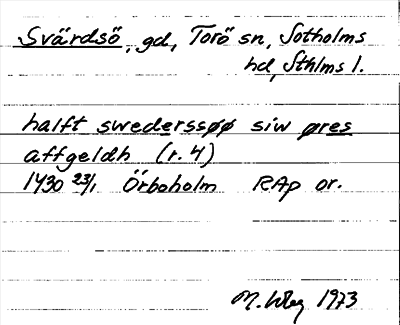 Svärdsö, gd, Torö sn, Sotholms
hd, Sthlms l.
halft swederssøø siw øres
affgeldh (r. 4)
1430 23/1 Örboholm RAp or.
M. 1973